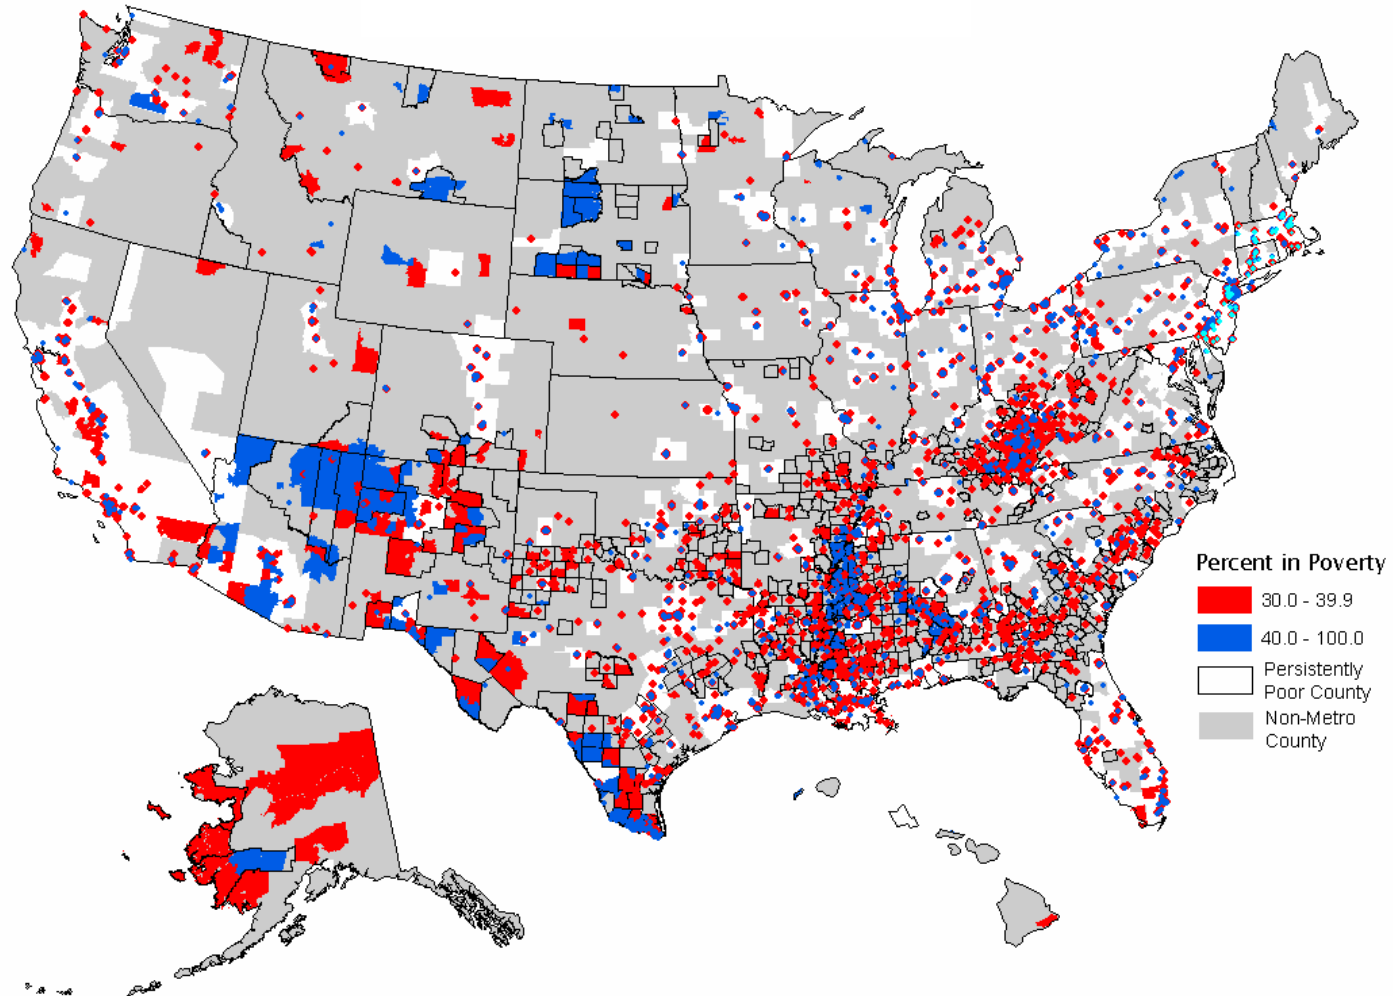 Percent in Poverty
30.0 - 39.9
40.0 - 100.0
Persistently
Poor County
Non-Metro
County